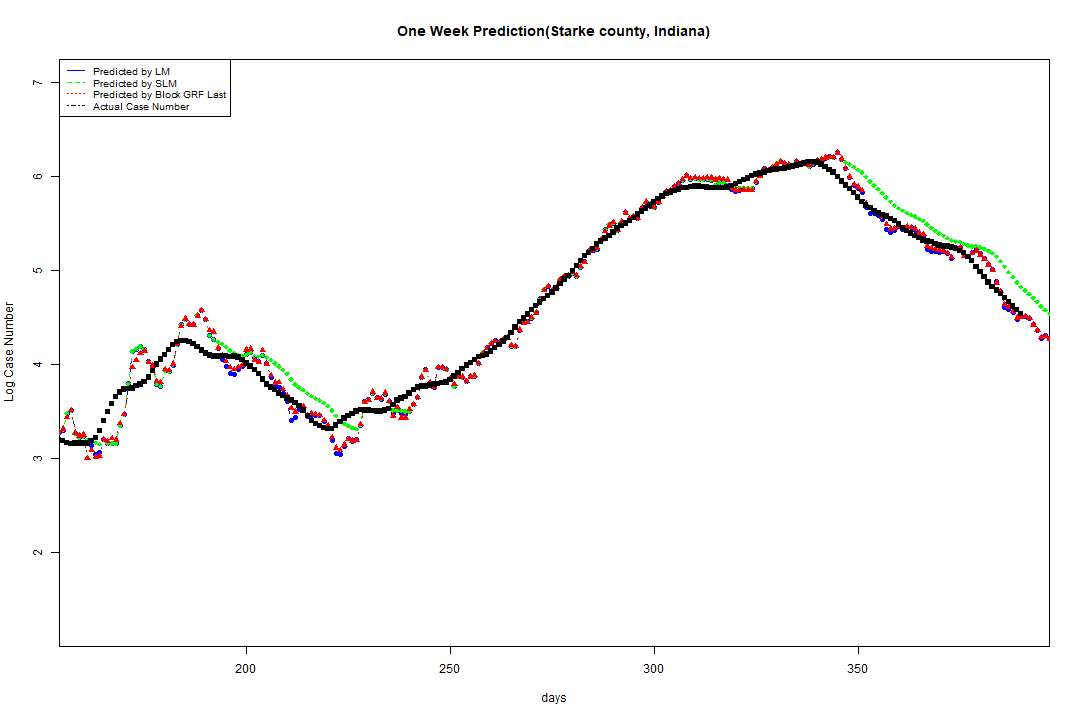 One Week Prediction(Starke county, Indiana)
Predicted by LM
Predicted by SLM
Predicted by Block GRF Last
Actual Case Number
7
6
5
4
3
2
Log Case Number
200 250 300 350
days